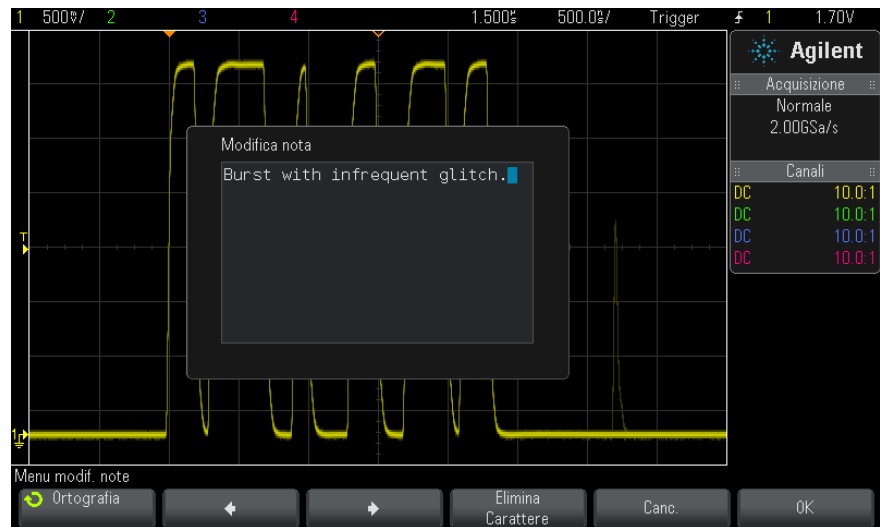 1 500♉/ 2 3 4 1.500s 500.0s/ Trigger 1 1.70V
Agilent
Acquisizione
Normale
2.00GSa/s
Canali
DC 10.0:1
DC 10.0:1
DC 10.0:1
DC 10.0:1
Modifica nota
Burst with infrequent glitch.
T
1
Menu modif. note
Ortografia
Elimina
Carattere
Canc.
OK